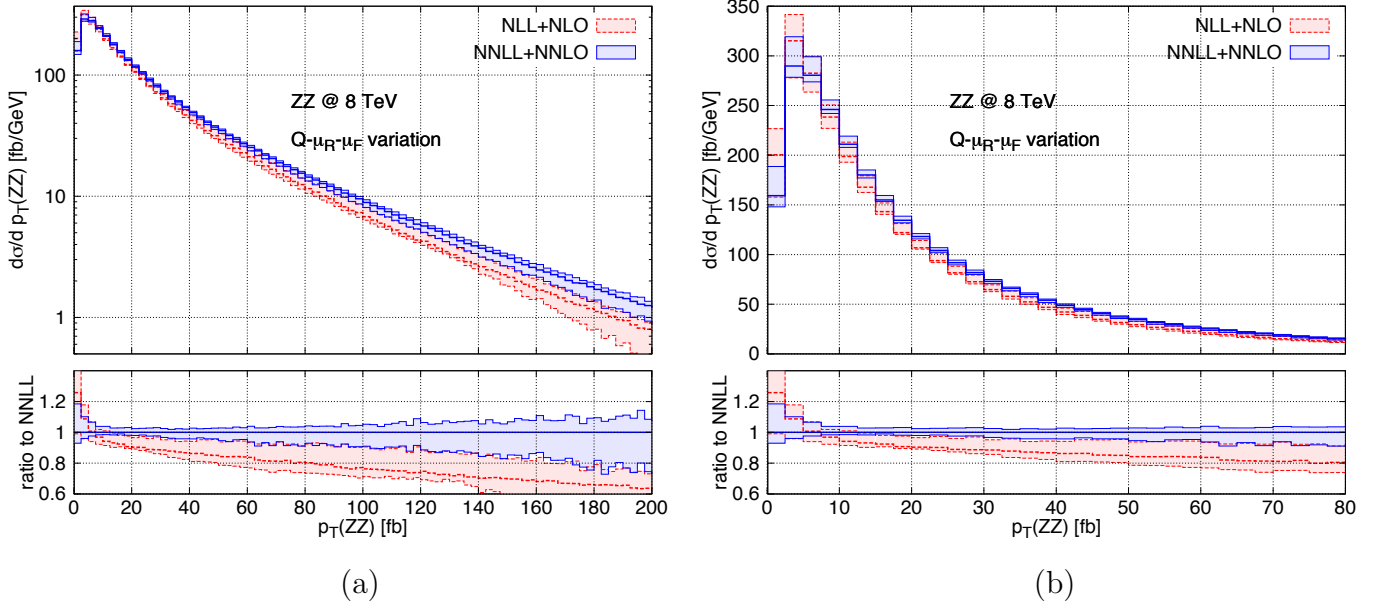 NLL+NLO
NNLL+NNLO
ZZ @ 8 TeV
Q-μR-μF variation
dσ/d pT(ZZ) [fb/GeV]
100
10
1
ratio to NNLL
1.2
1
0.8
0.6
0 20 40 60 80 100 120 140 160 180 200
pT(ZZ) [fb]
(a)
NLL+NLO
NNLL+NNLO
ZZ @ 8 TeV
Q-μR-μF variation
dσ/d pT(ZZ) [fb/GeV]
350
300
250
200
150
100
50
0
ratio to NNLL
1.2
1
0.8
0.6
0 10 20 30 40 50 60 70 80
pT(ZZ) [fb]
(b)